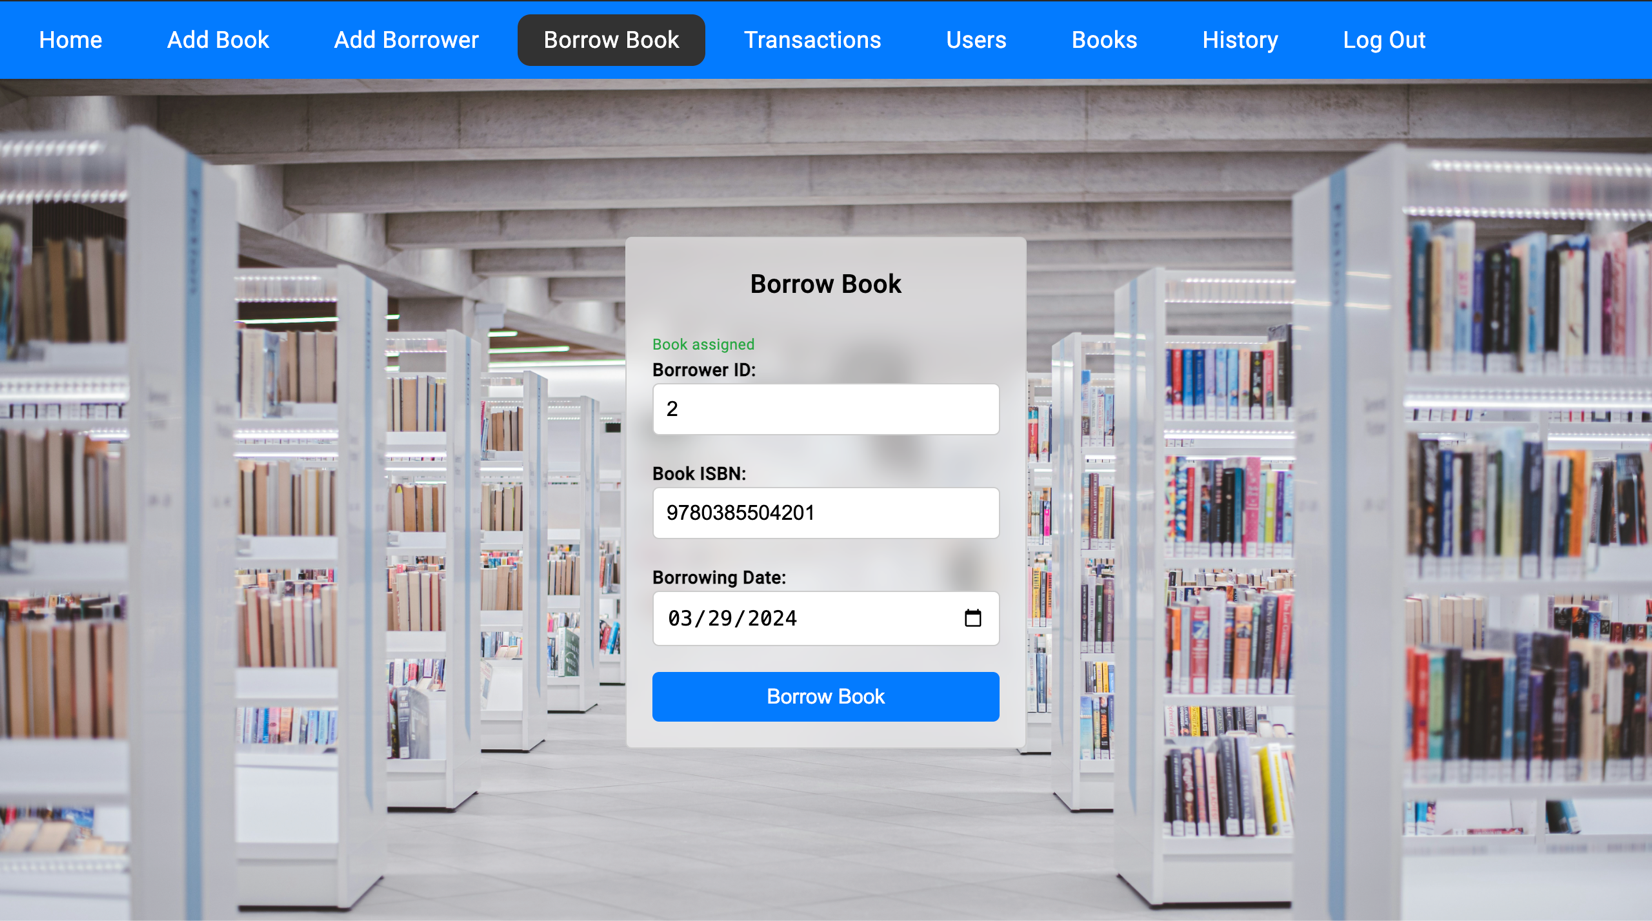 Home Add Book Add Borrower Borrow Book Transactions Users Books History Log Out
Borrow Book
Book assigned
Borrower ID:
2
Book ISBN:
9780385504201
Borrowing Date:
03/29/2024
Borrow Book